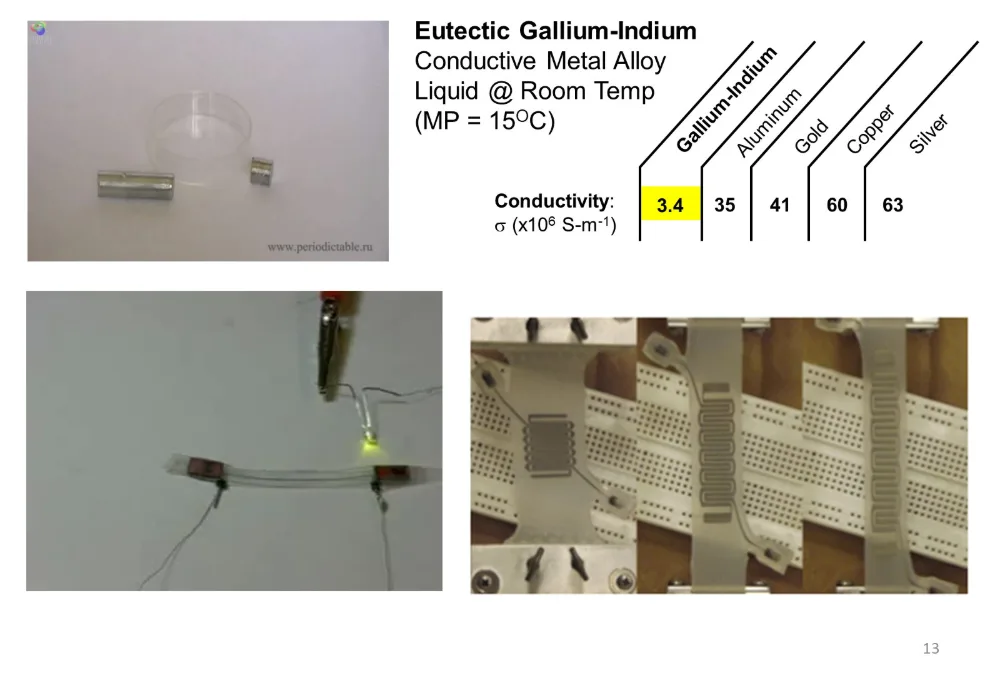 Eutectic Gallium-Indium
Conductive Metal Alloy
Liquid @ Room Temp
(MP = 15ᴼC)
Gallium-Indium
Aluminum
Gold
Copper
Silver
Conductivity:
σ (x10⁶ S-m⁻¹)
3.4 35 41 60 63
www.periodictable.ru
13